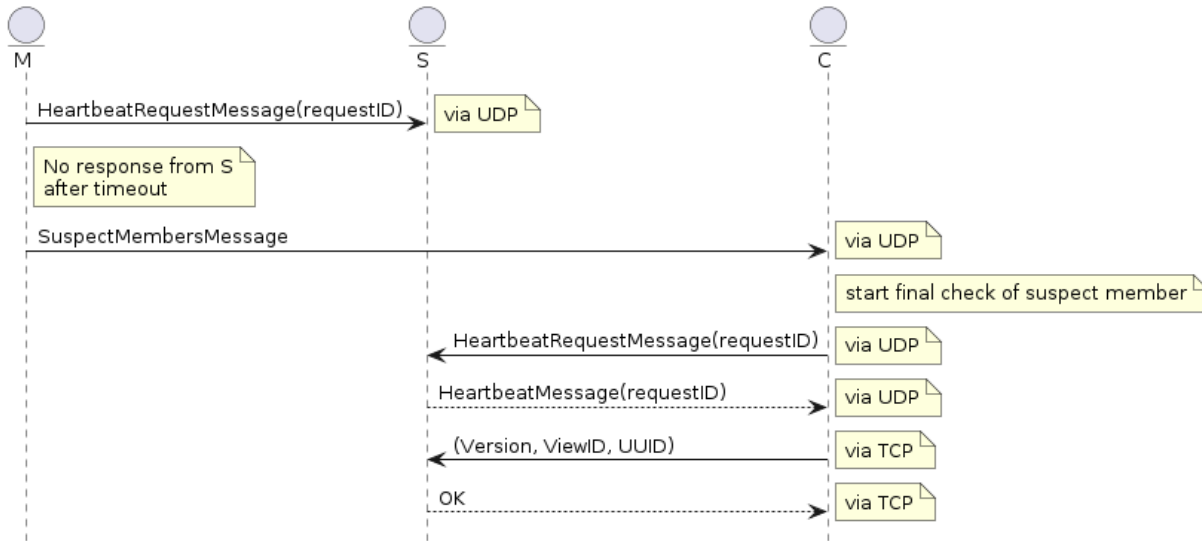 M
S
C
HeartbeatRequestMessage(requestID)
via UDP
No response from S
after timeout
SuspectMembersMessage
via UDP
start final check of suspect member
HeartbeatRequestMessage(requestID)
via UDP
HeartbeatMessage(requestID)
via UDP
(Version, ViewID, UUID)
via TCP
OK
via TCP